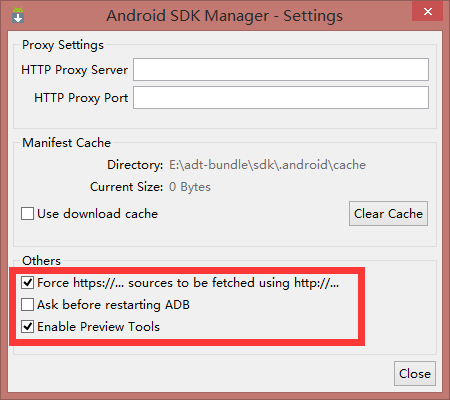 Android SDK Manager - Settings
Proxy Settings
HTTP Proxy Server
HTTP Proxy Port
Manifest Cache
Directory: E:\adt-bundle\sdk\.android\cache
Current Size: 0 Bytes
Use download cache Clear Cache
Others
Force https://... sources to be fetched using http://...
Ask before restarting ADB
Enable Preview Tools
Close